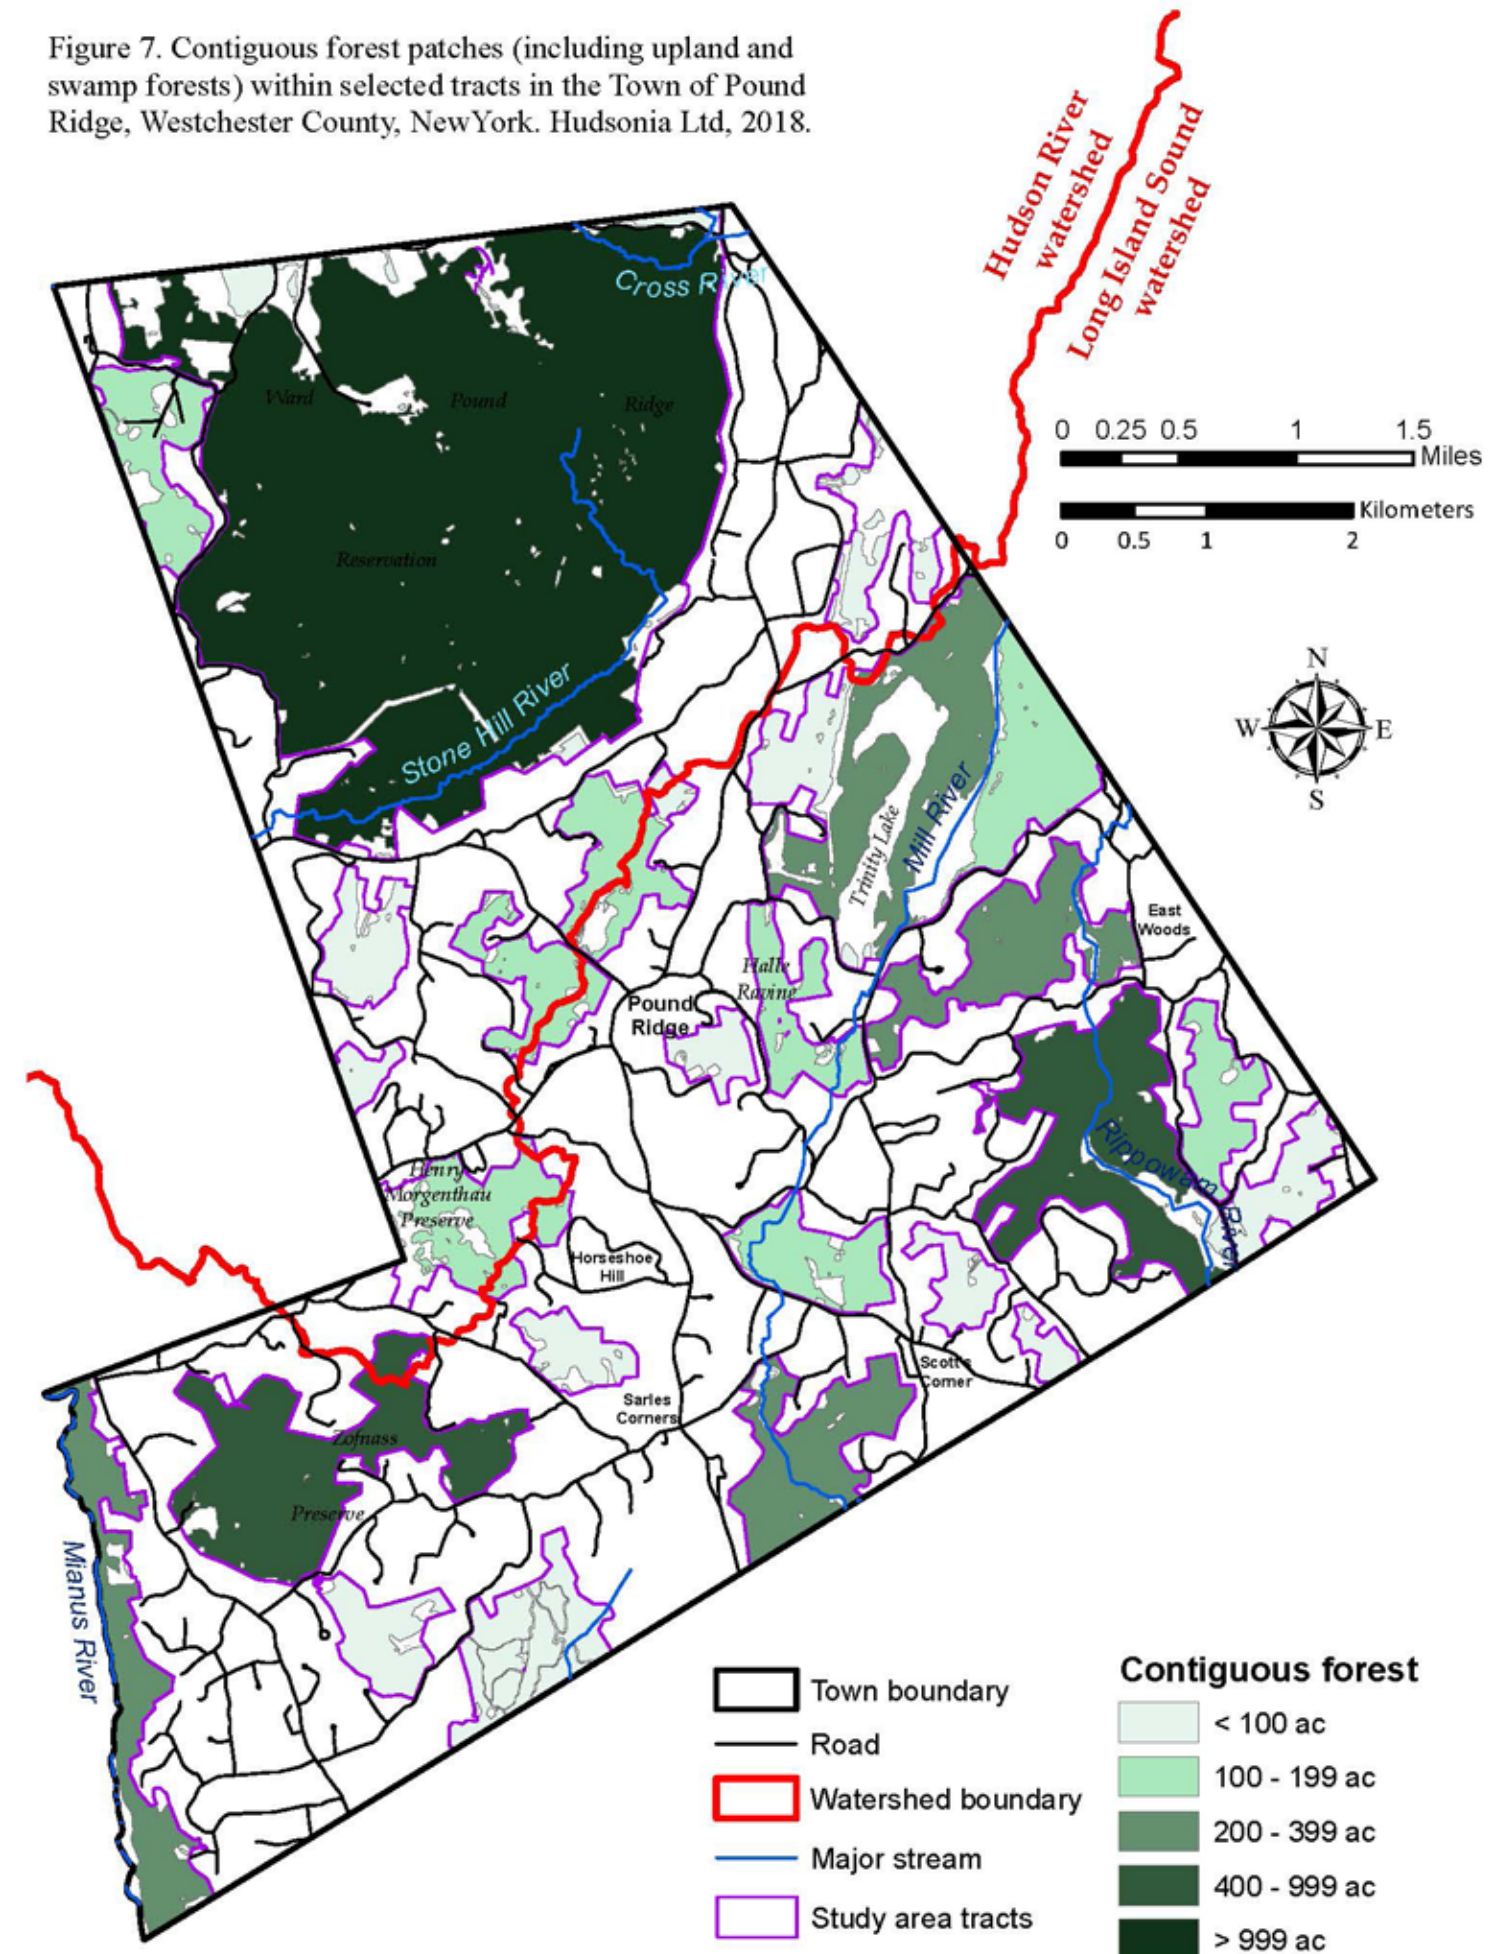 Figure 7. Contiguous forest patches (including upland and
swamp forests) within selected tracts in the Town of Pound
Ridge, Westchester County, NewYork. Hudsonia Ltd, 2018.
Hudson River
watershed
Long Island Sound
watershed
Cross River
Ward Pound Ridge
Reservation
Stone Hill River
0 0.25 0.5 1 1.5
Miles
Kilometers
0 0.5 1 2
N
W E
S
Trinity Lake
Mill River
East
Woods
Halle
Ravine
Pound
Ridge
Henry
Morgenthau
Preserve
Rippowam River
Horseshoe
Hill
Scotts
Corner
Sarles
Corners
Zofnass
Preserve
Mianus River
Town boundary
Road
Watershed boundary
Major stream
Study area tracts
Contiguous forest
< 100 ac
100 - 199 ac
200 - 399 ac
400 - 999 ac
> 999 ac